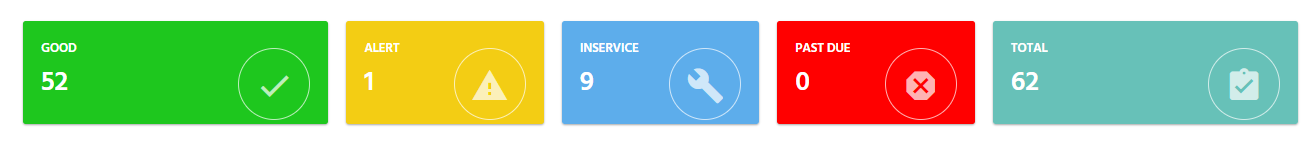 GOOD
52
ALERT
1
INSERVICE
9
PAST DUE
0
TOTAL
62